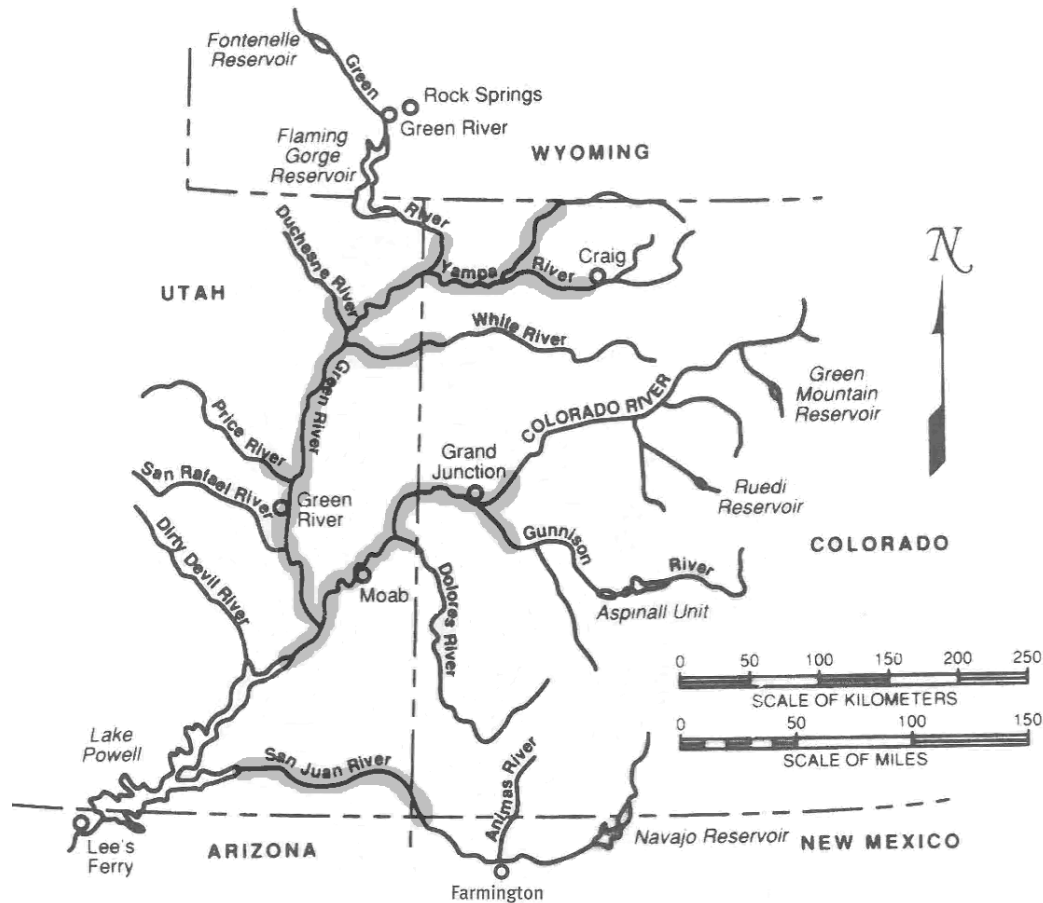 Fontenelle
Reservoir
Green
Rock Springs
Green River
Flaming
Gorge
Reservoir
WYOMING
River
Duchesne River
Yampa
River
Craig
N
UTAH
White River
Green River
COLORADO RIVER
Green
Mountain
Reservoir
Price River
Grand
Junction
San Rafael River
Green
River
Ruedi
Reservoir
Gunnison
River
COLORADO
Dirty Devil River
Moab
Dolores River
Aspinall Unit
0 50 100 150 200 250
SCALE OF KILOMETERS
0 50 100 150
SCALE OF MILES
Lake
Powell
San Juan River
Animas River
Navajo Reservoir
NEW MEXICO
Lee's
Ferry
ARIZONA
Farmington